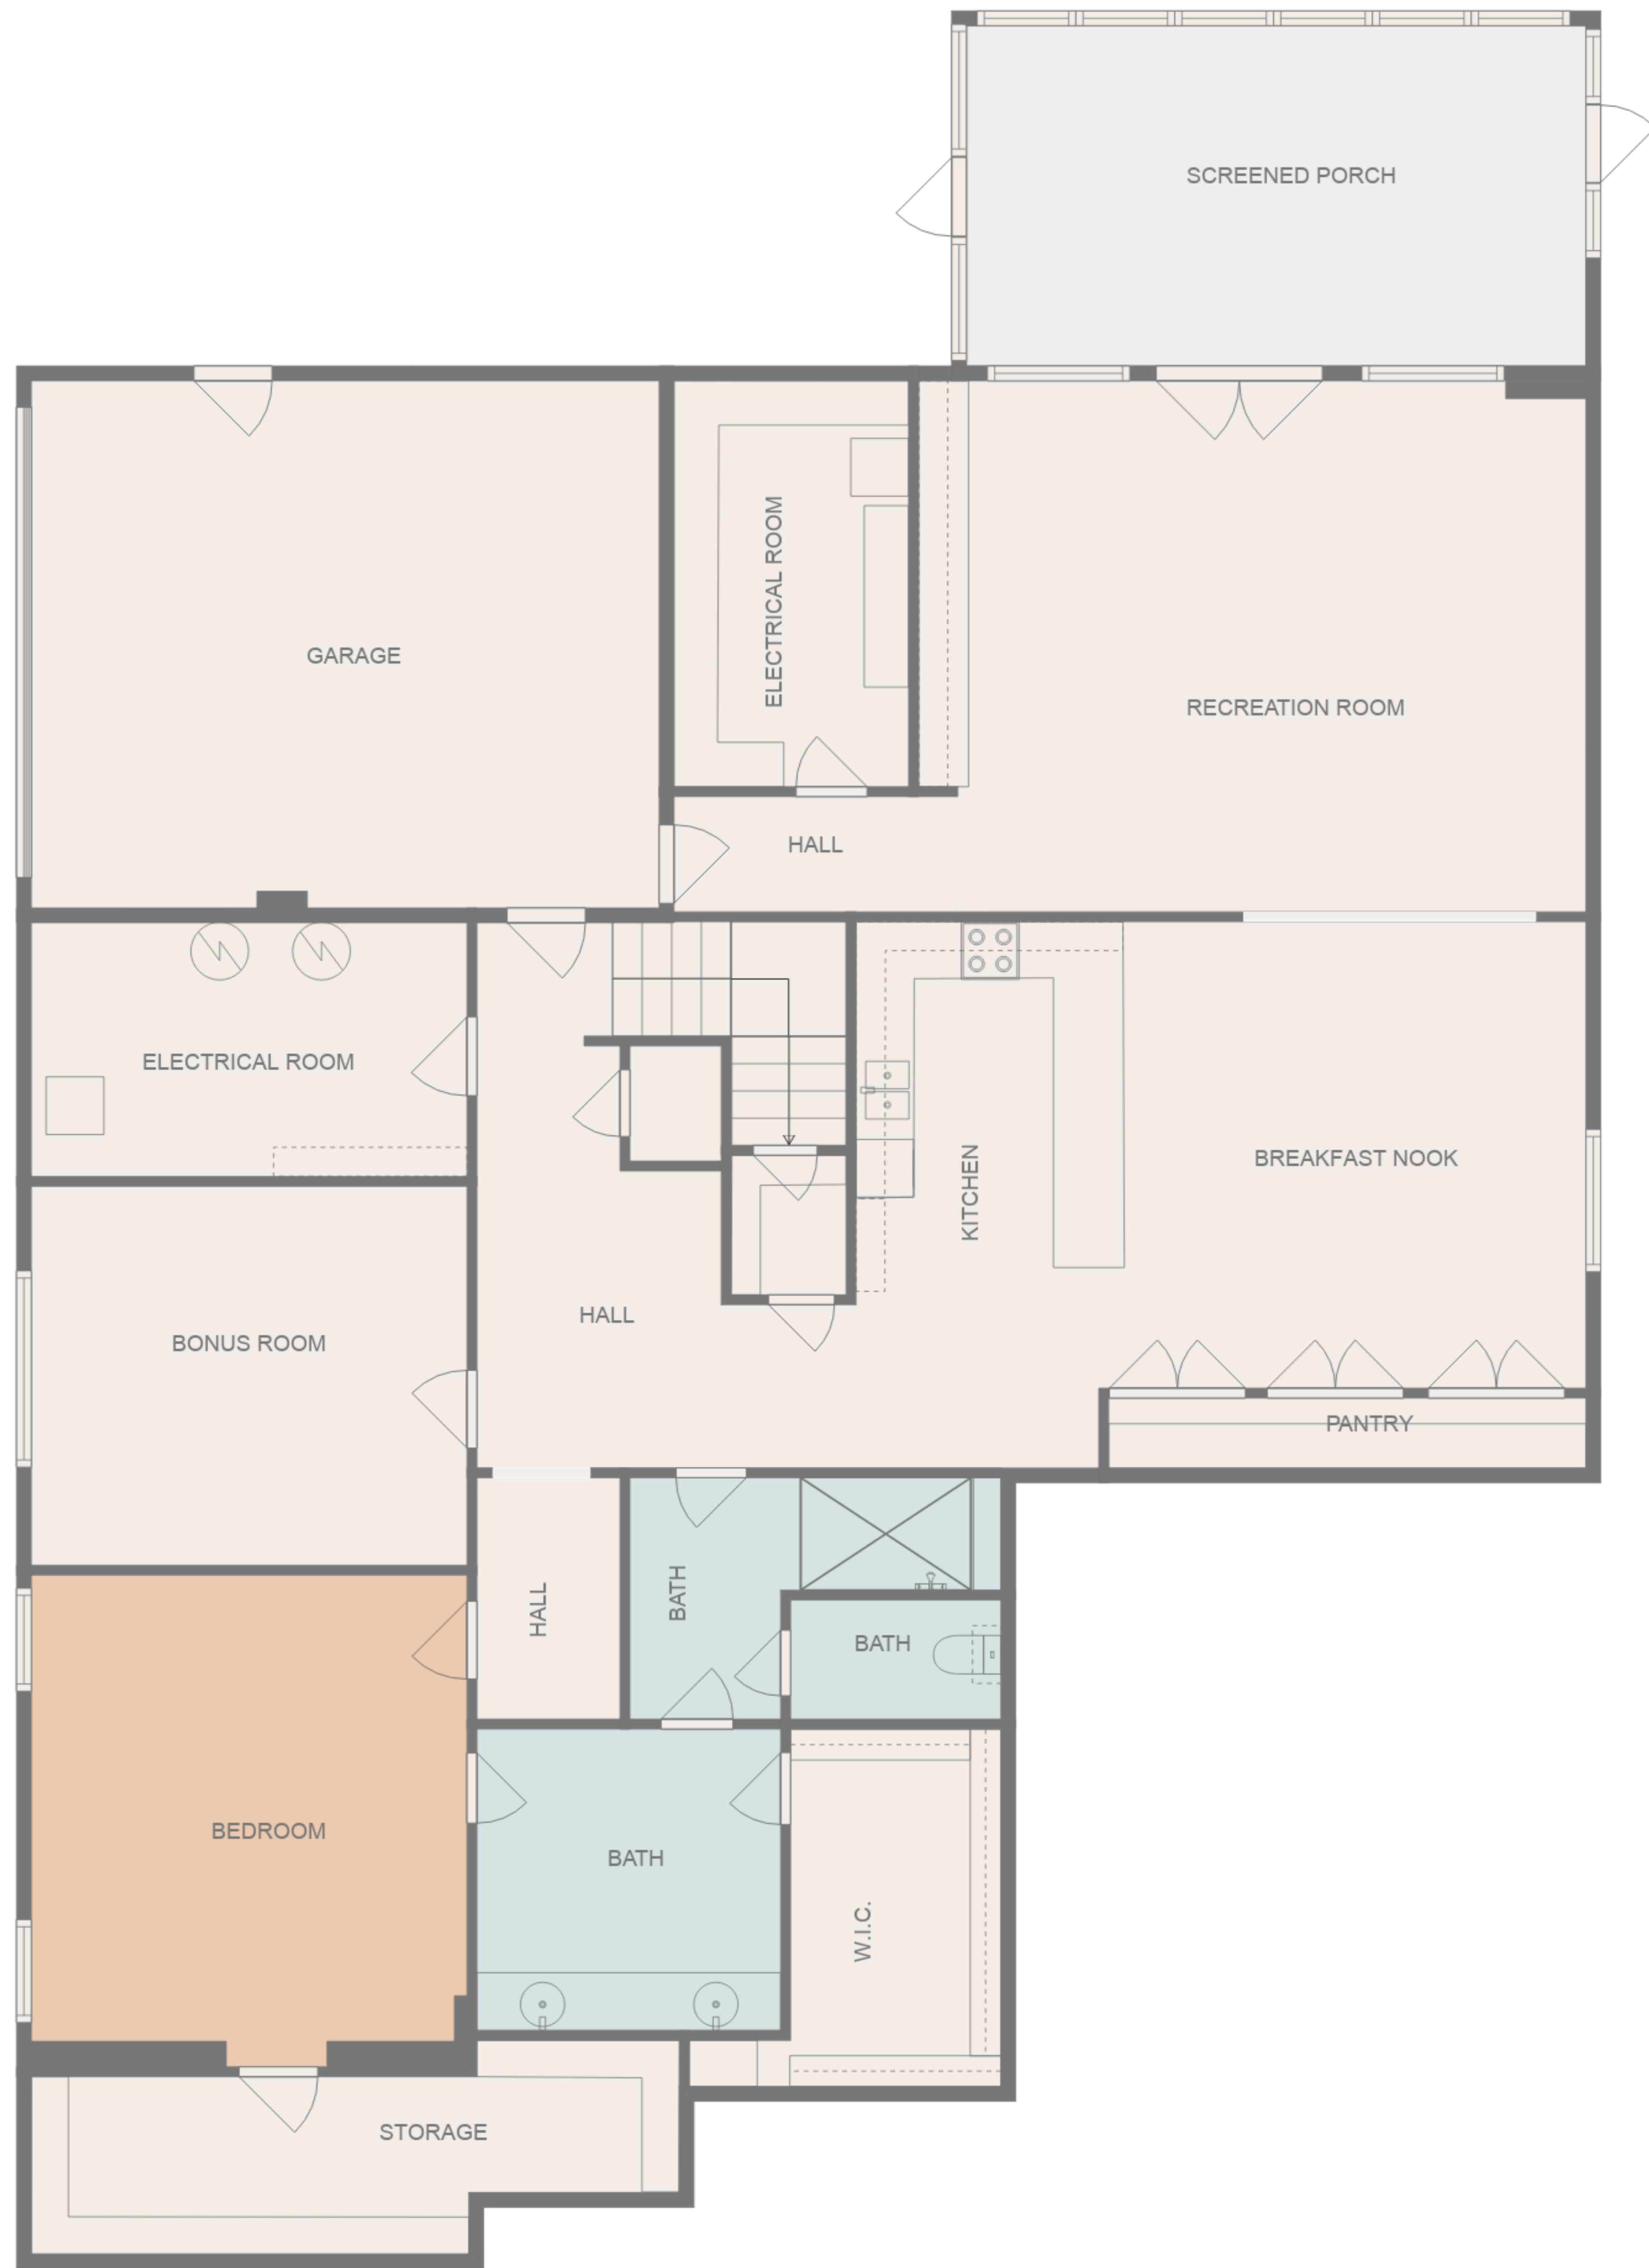 SCREENED PORCH
ELECTRICAL ROOM
GARAGE
RECREATION ROOM
HALL
ELECTRICAL ROOM
KITCHEN
BREAKFAST NOOK
HALL
BONUS ROOM
PANTRY
HALL
BATH
BATH
BEDROOM
BATH
W.I.C.
STORAGE